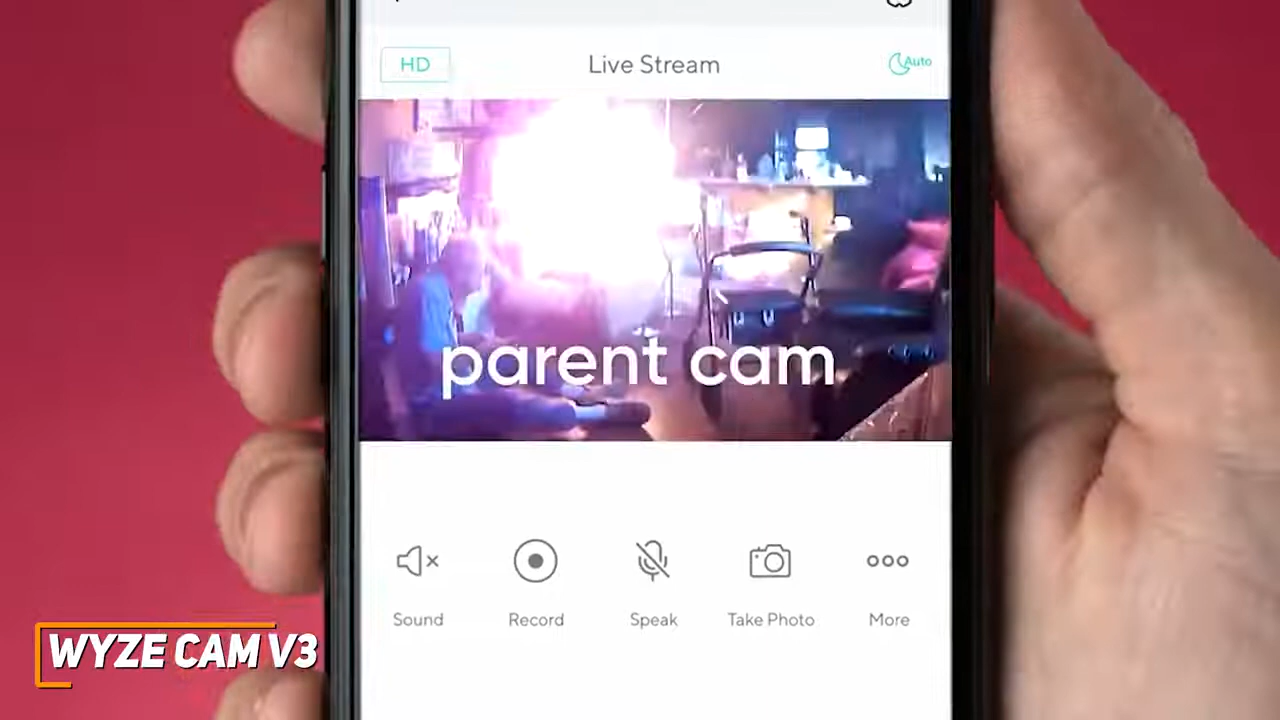 HD
Live Stream
Auto
parent cam
Sound
Record
Speak
Take Photo
More
WYZE CAM V3